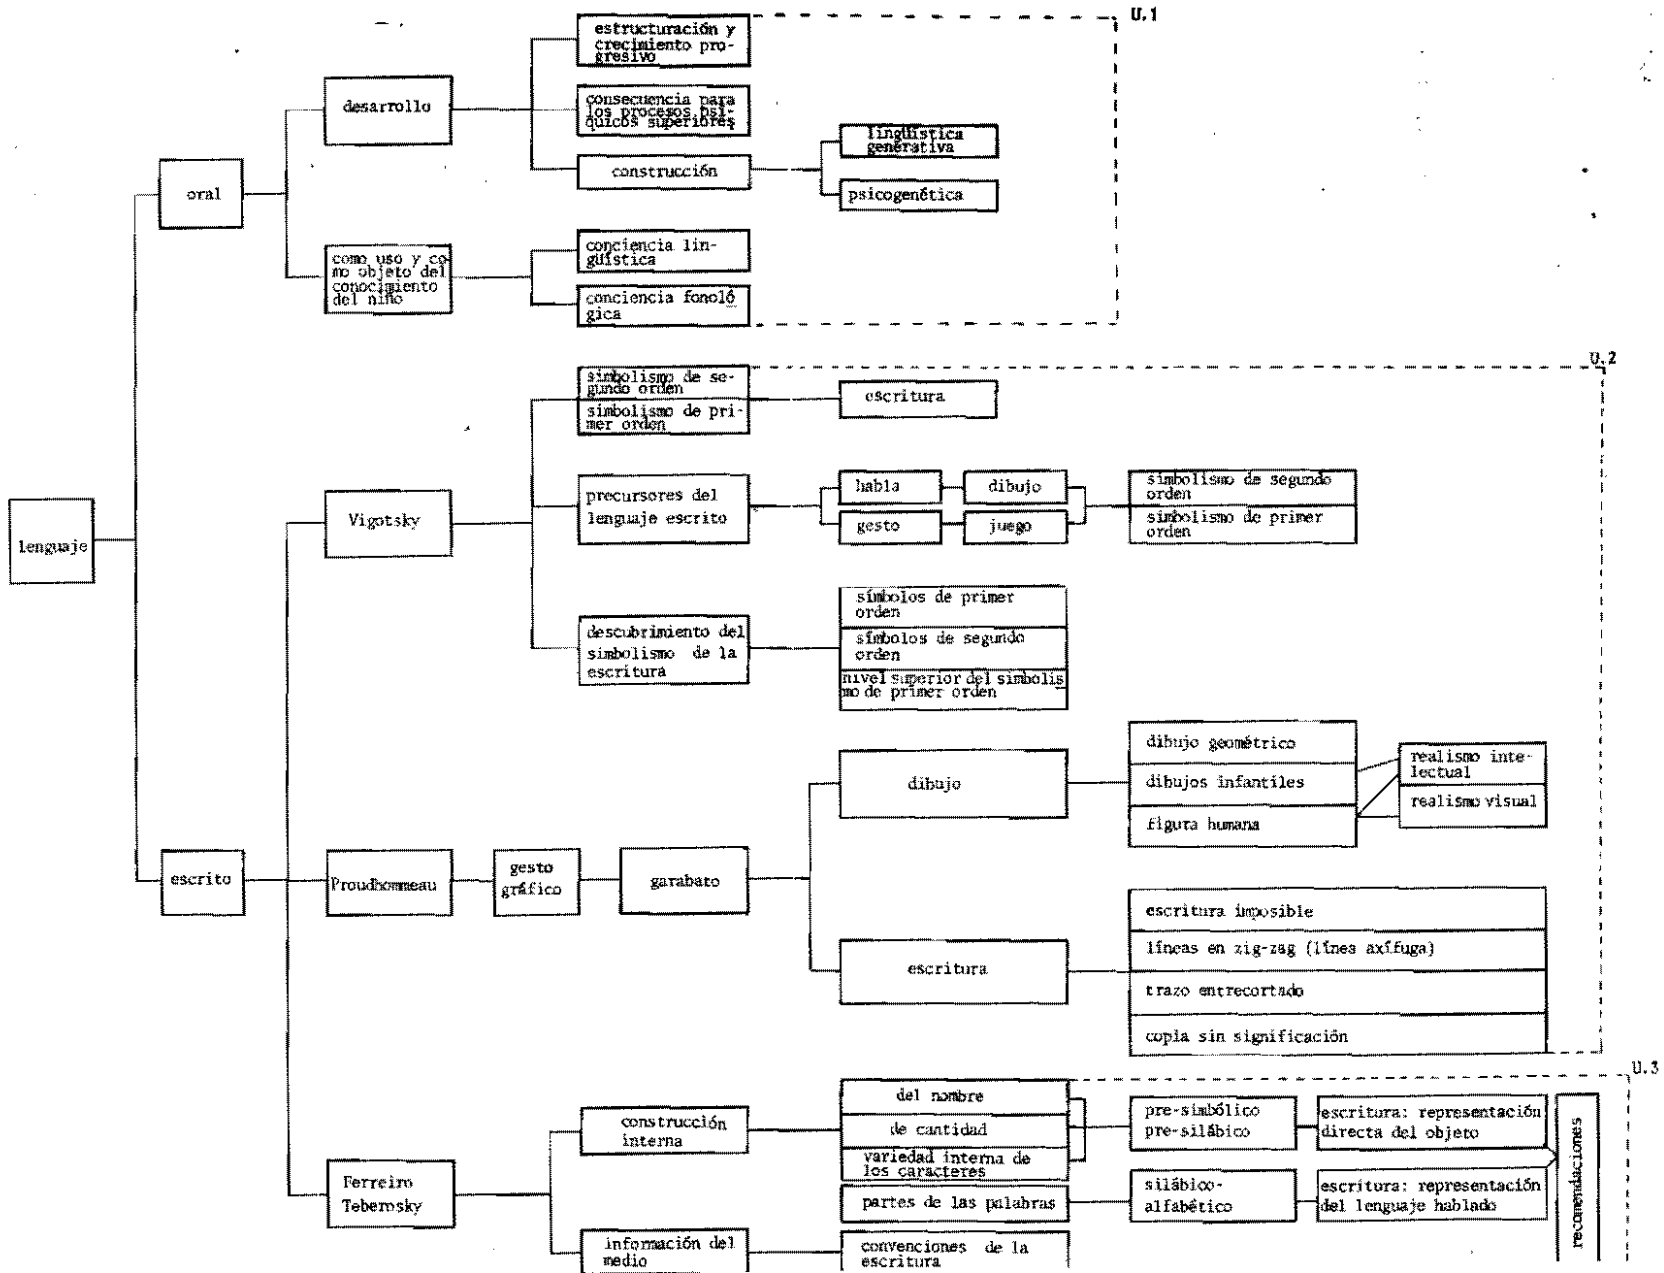 U.1
estructuración y
crecimiento pro-
gresivo
desarrollo
consecuencia para
los procesos psí-
quicos superiores
lingüística
generativa
construcción
oral
psicogenética
conciencia lin-
güística
como uso y co
mo objeto del
conocimiento
del niño
conciencia fonoló
gica
U.2
simbolismo de se-
gundo orden
simbolismo de pri-
mer orden
escritura
precursores del
lenguaje escrito
habla
dibujo
gesto
juego
simbolismo de segundo
orden
simbolismo de primer
orden
Vigotsky
lenguaje
símbolos de primer
orden
descubrimiento del
simbolismo de la
escritura
símbolos de segundo
orden
nivel superior del simbolis
mo de primer orden
dibujo geométrico
dibujo
dibujos infantiles
figura humana
realismo inte-
lectual
realismo visual
escrito
Proudhommeau
gesto
gráfico
garabato
escritura imposible
líneas en zig-zag (línea axífuga)
escritura
trazo entrecortado
copia sin significación
U.3
construcción
interna
del nombre
de cantidad
variedad interna de
los caracteres
pre-simbólico
pre-silábico
escritura: representación
directa del objeto
Ferreiro
Teberosky
partes de las palabras
silábico-
alfabético
escritura: representación
del lenguaje hablado
recomendaciones
información del
medio
convenciones de la
escritura